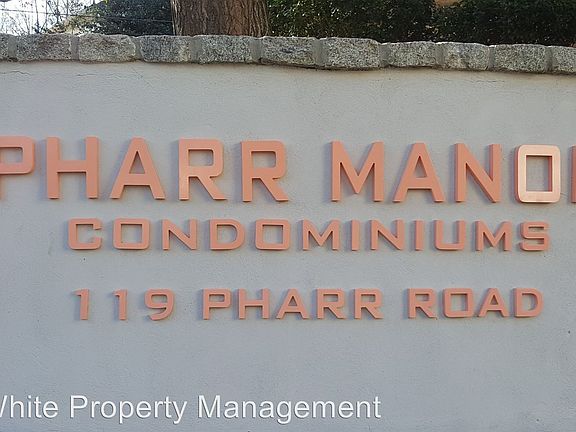 PHARR MANO
CONDOMINIUMS
119 PHARR ROAD
White Property Management